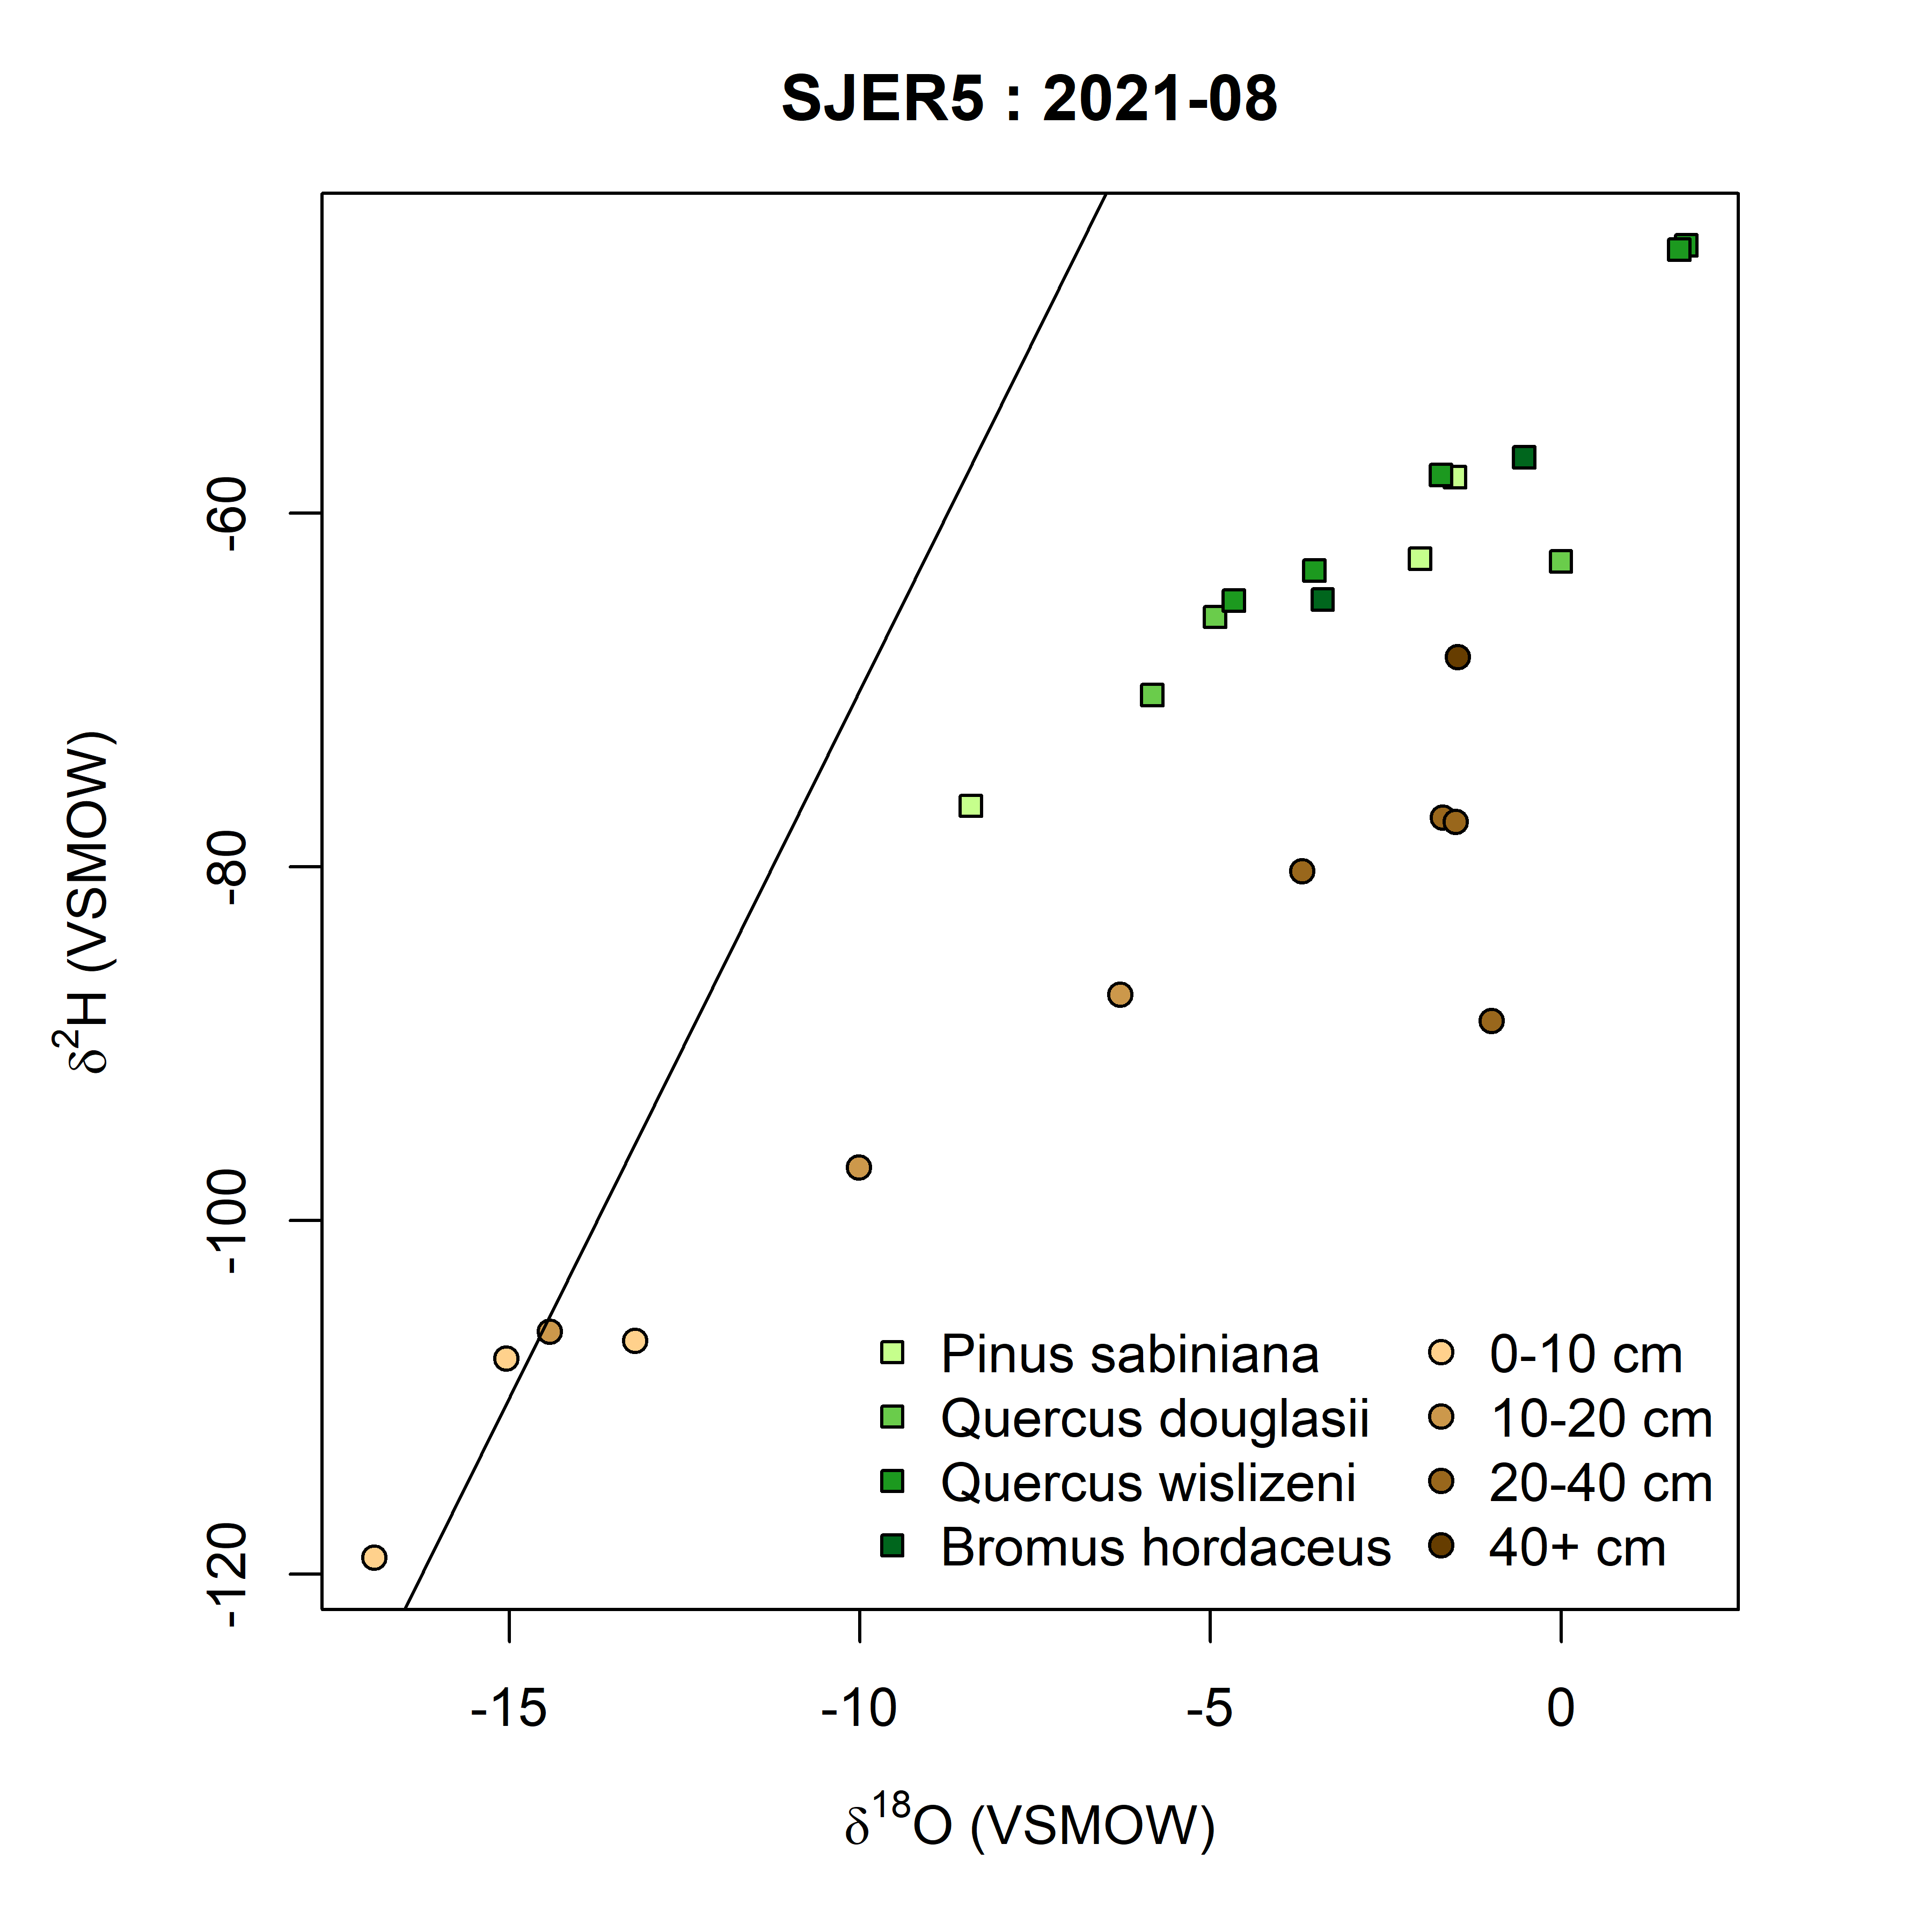 SJER5 : 2021-08
δ²H (VSMOW)
-60
-80
-100
-120
Pinus sabiniana
Quercus douglasii
Quercus wislizeni
Bromus hordaceus
0-10 cm
10-20 cm
20-40 cm
40+ cm
-15 -10 -5 0
δ¹⁸O (VSMOW)